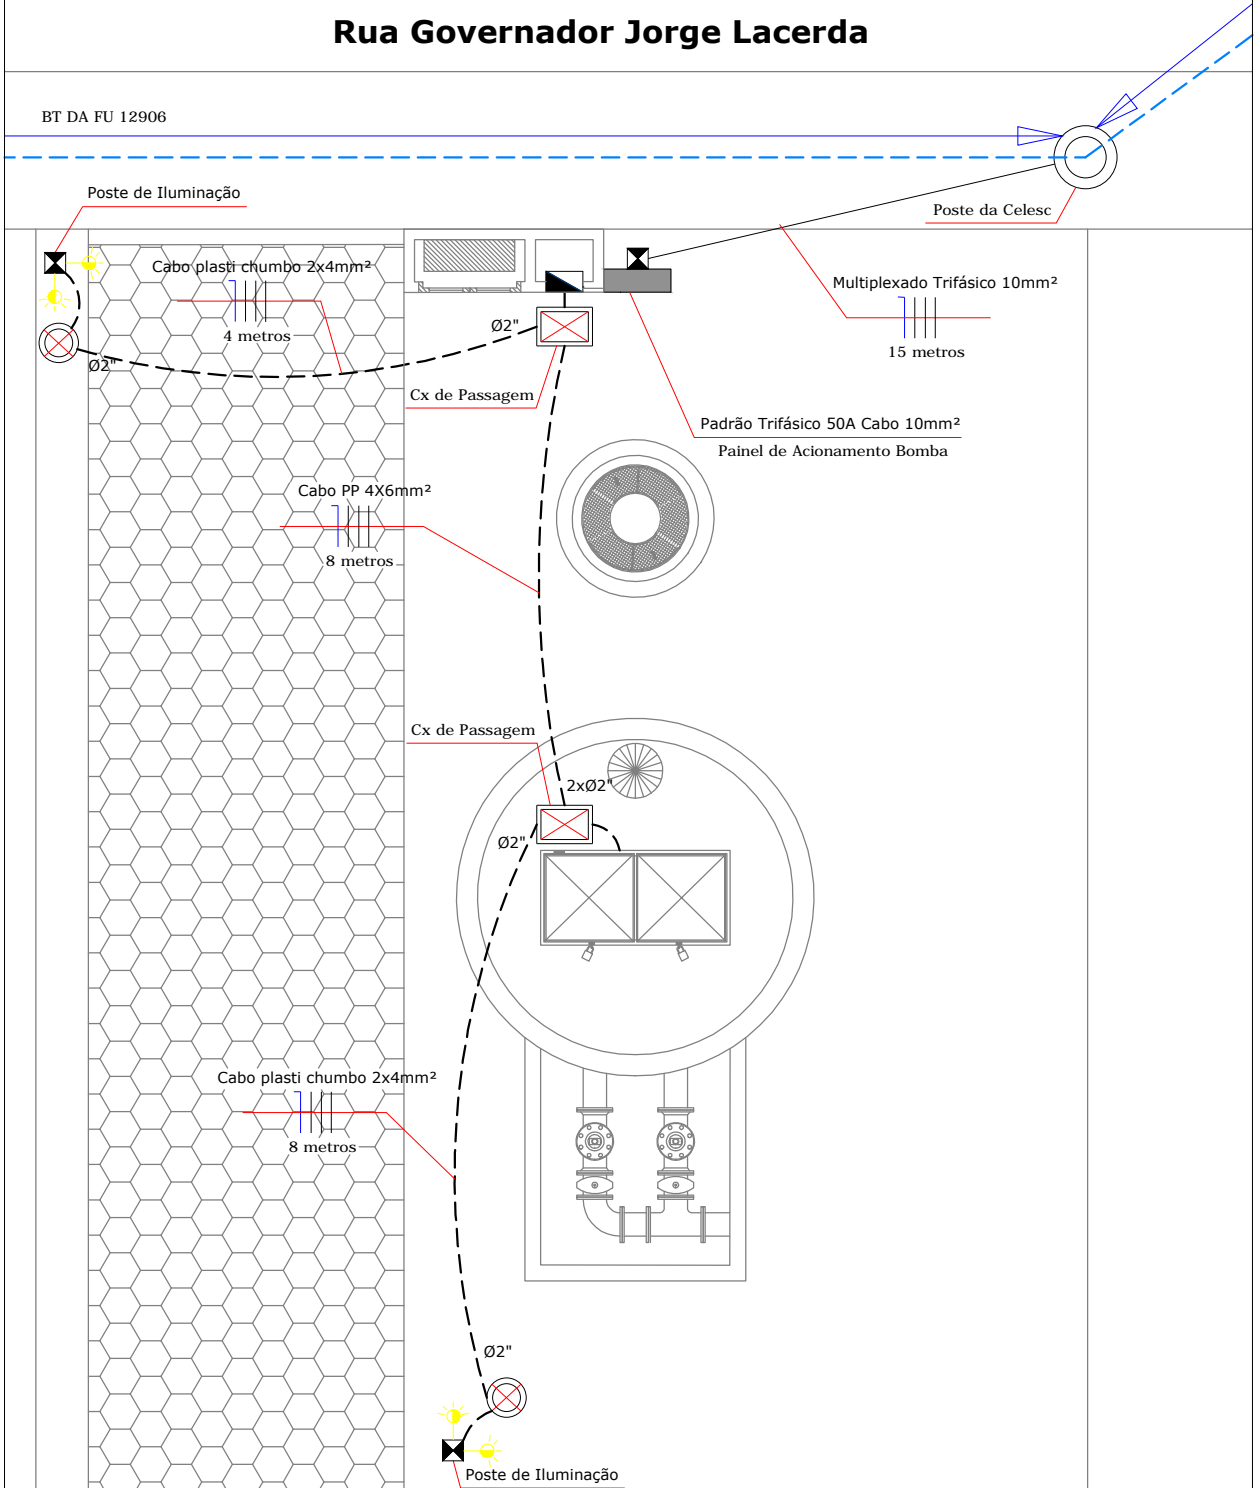 Rua Governador Jorge Lacerda
BT DA FU 12906
Poste de Iluminação
Poste da Celesc
Cabo plasti chumbo 2x4mm²
4 metros
Multiplexado Trifásico 10mm²
15 metros
Ø2"
Ø2"
Cx de Passagem
Padrão Trifásico 50A Cabo 10mm²
Painel de Acionamento Bomba
Cabo PP 4X6mm²
8 metros
Cx de Passagem
2xØ2"
Ø2"
Cabo plasti chumbo 2x4mm²
8 metros
Ø2"
Poste de Iluminação